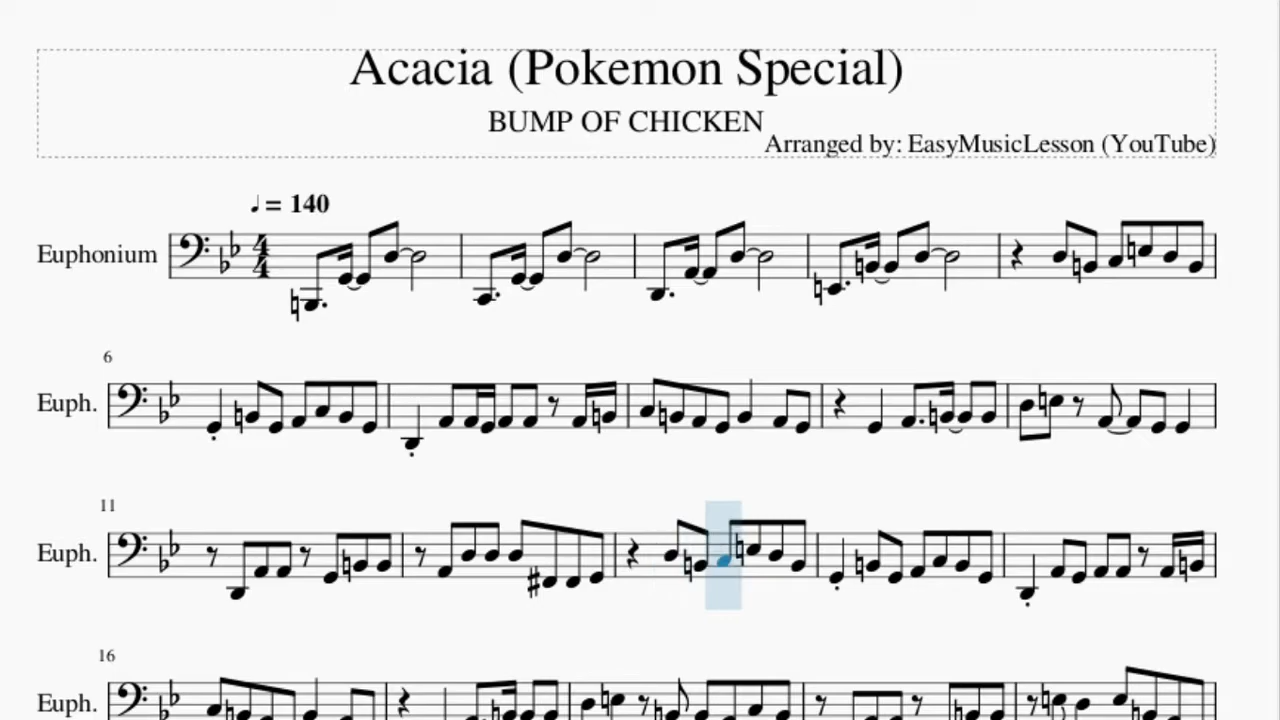 Acacia (Pokemon Special)
BUMP OF CHICKEN
Arranged by: EasyMusicLesson (YouTube)
♩ = 140
Euphonium
6
Euph.
11
Euph.
16
Euph.